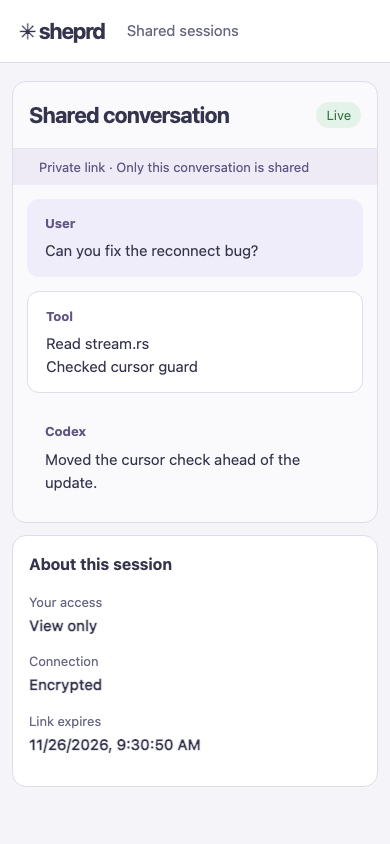 sheprd
Shared sessions
Shared conversation
Live
Private link · Only this conversation is shared
User
Can you fix the reconnect bug?
Tool
Read stream.rs
Checked cursor guard
Codex
Moved the cursor check ahead of the
update.
About this session
Your access
View only
Connection
Encrypted
Link expires
11/26/2026, 9:30:50 AM